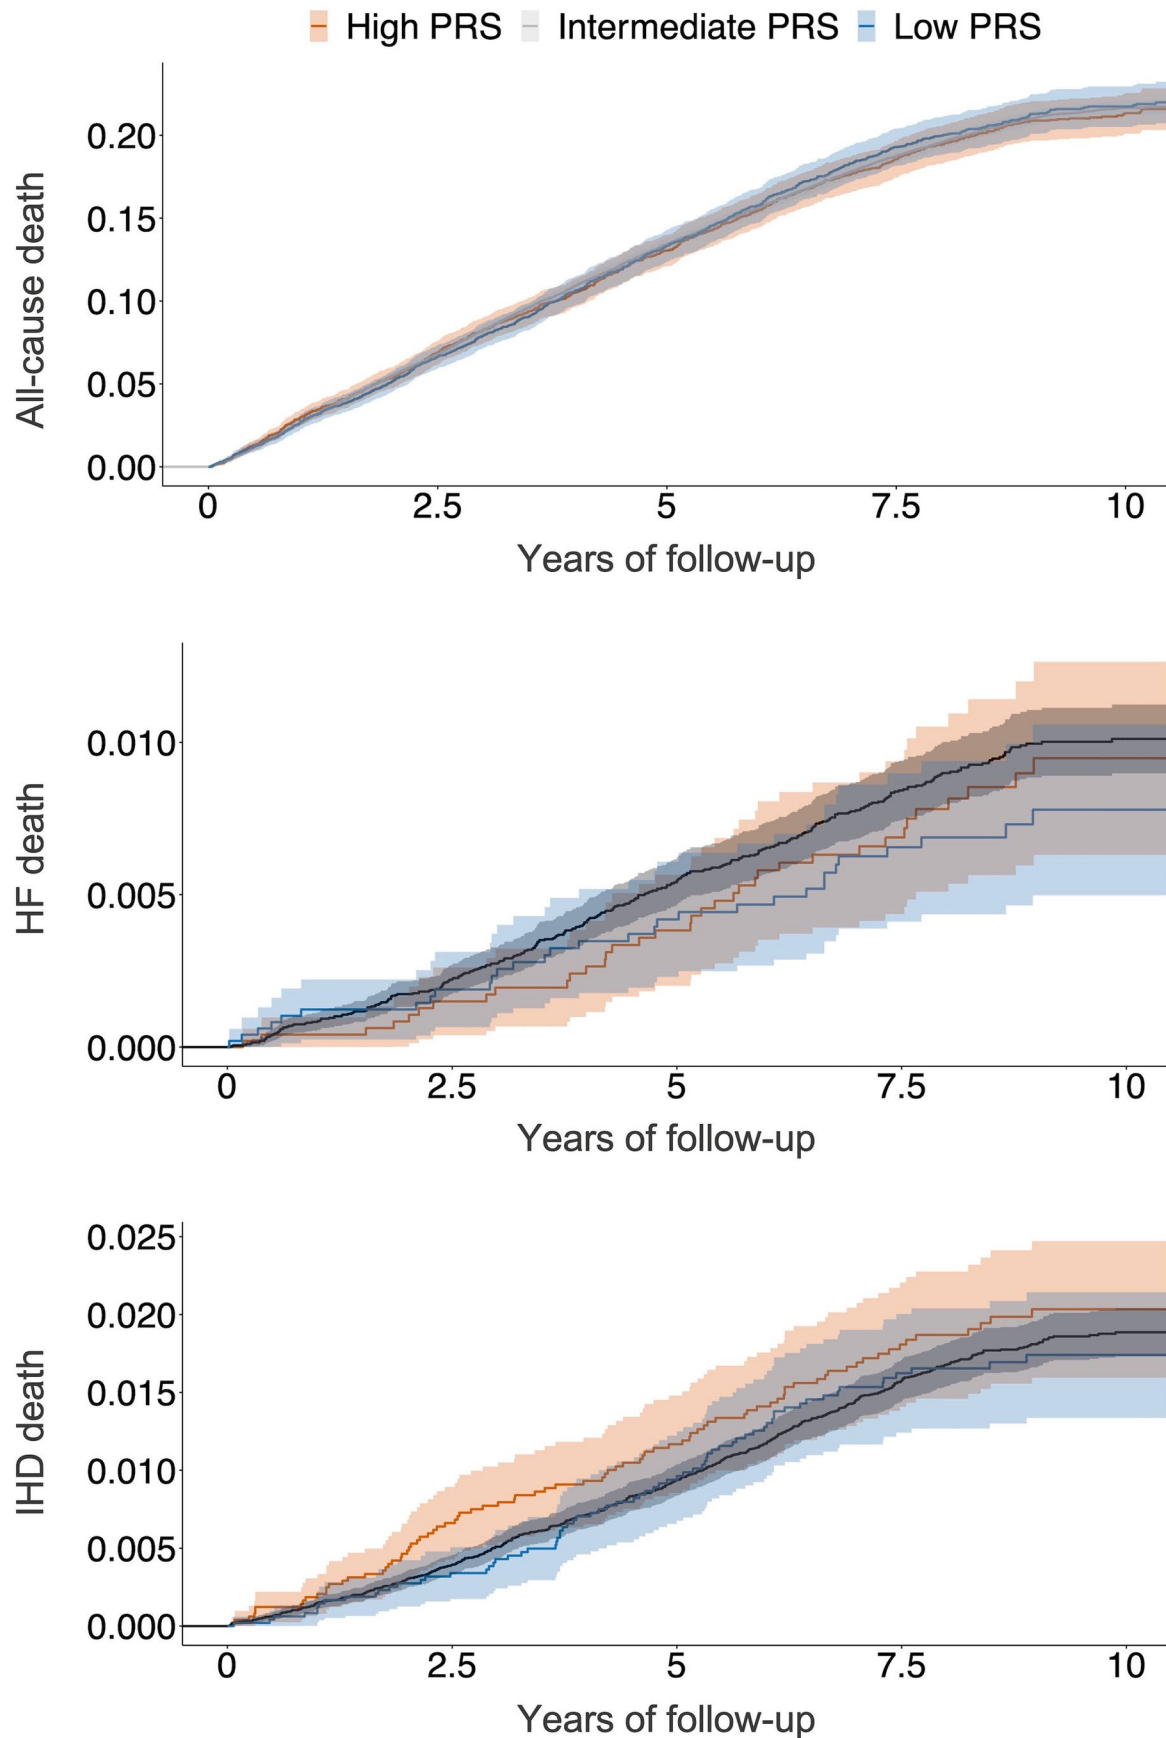 High PRS Intermediate PRS Low PRS
All-cause death
0.20
0.15
0.10
0.05
0.00
0 2.5 5 7.5 10
Years of follow-up
HF death
0.010
0.005
0.000
0 2.5 5 7.5 10
Years of follow-up
IHD death
0.025
0.020
0.015
0.010
0.005
0.000
0 2.5 5 7.5 10
Years of follow-up